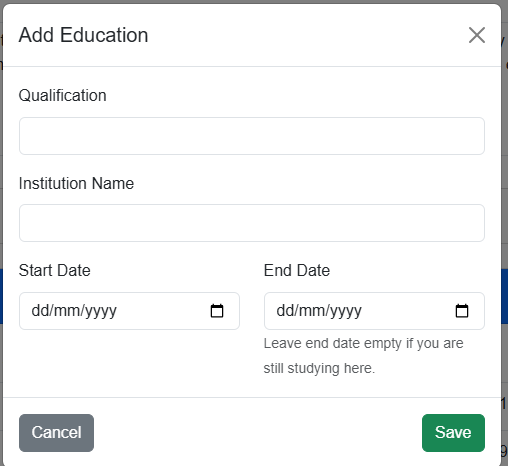 Add Education
Qualification
Institution Name
Start Date End Date
dd/mm/yyyy dd/mm/yyyy
Leave end date empty if you are
still studying here.
Cancel Save